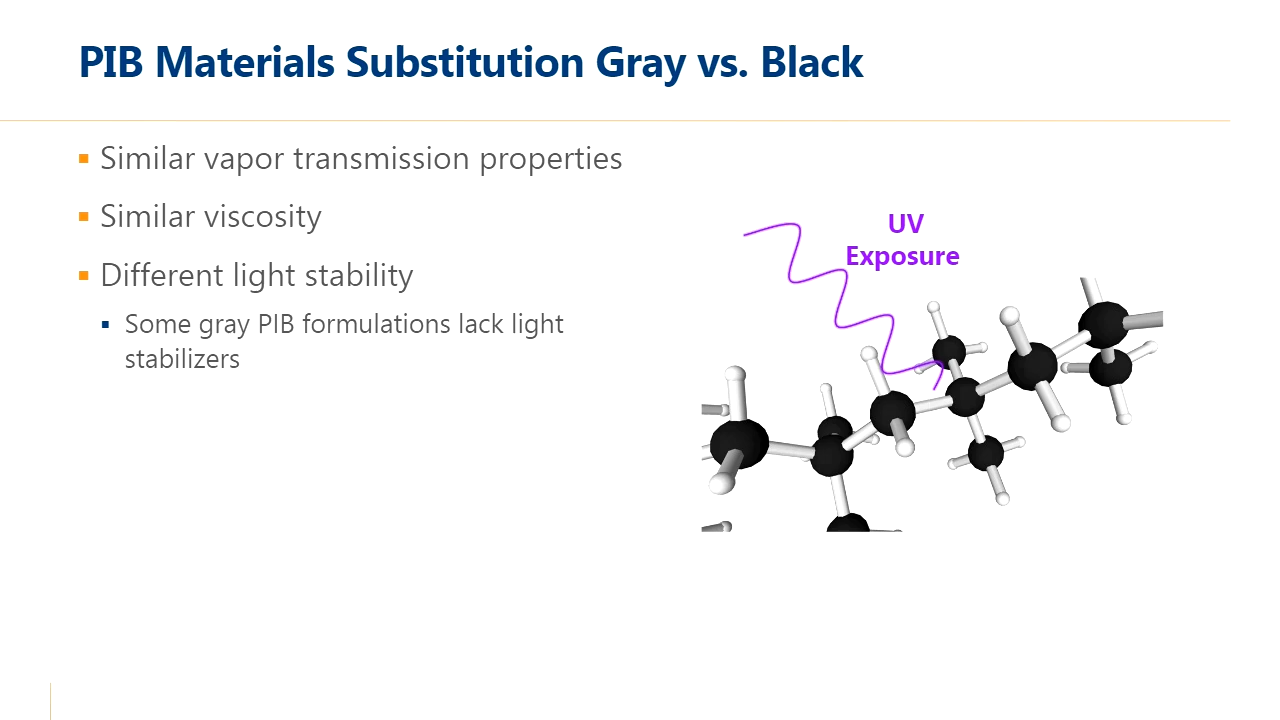 PIB Materials Substitution Gray vs. Black
Similar vapor transmission properties
Similar viscosity
Different light stability
Some gray PIB formulations lack light
stabilizers
UV
Exposure